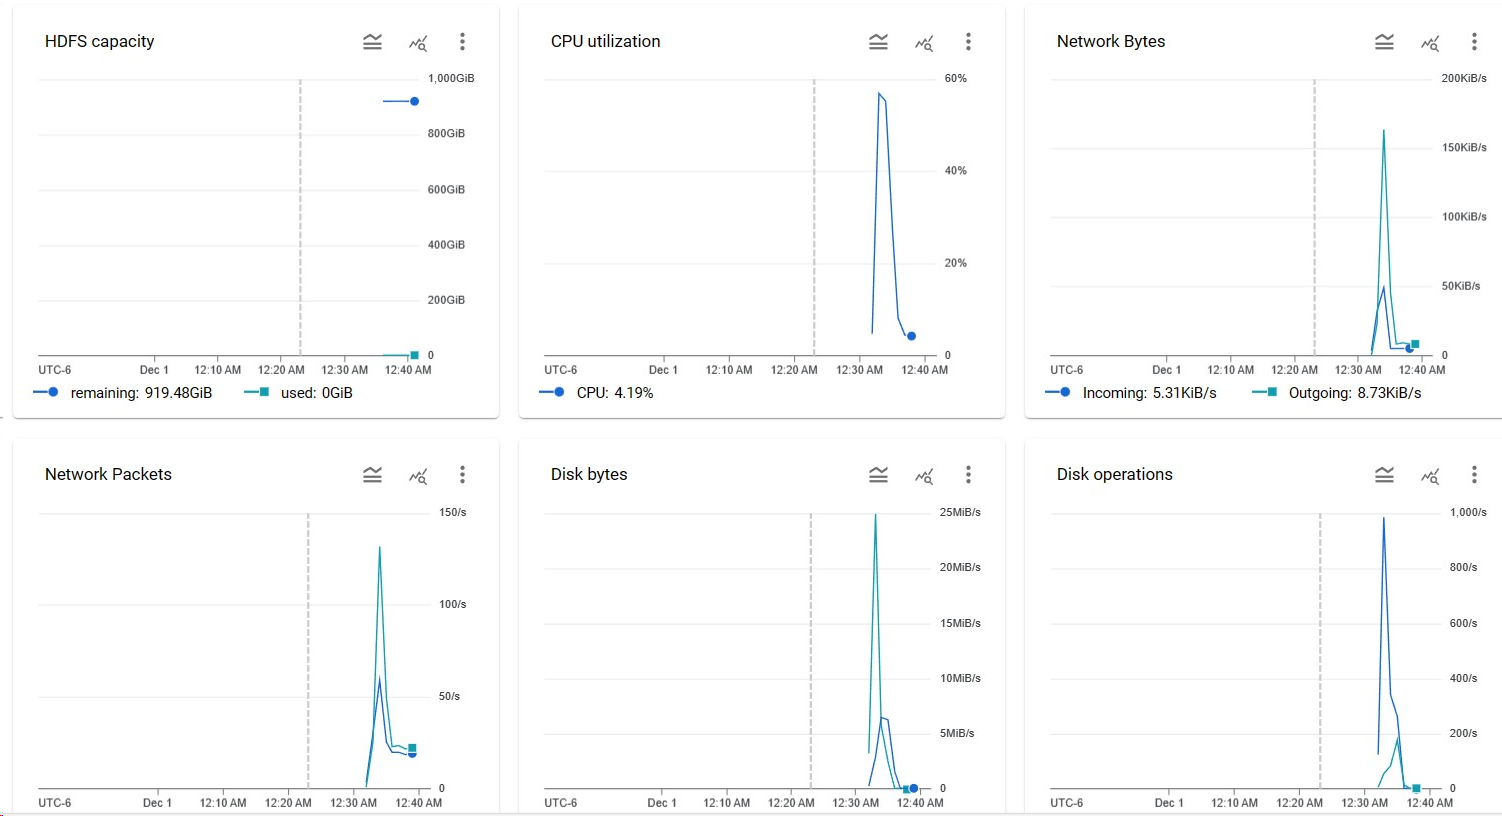 HDFS capacity
1,000GiB
800GiB
600GiB
400GiB
200GiB
0
UTC-6 Dec 1 12:10 AM 12:20 AM 12:30 AM 12:40 AM
remaining: 919.48GiB used: 0GiB
CPU utilization
60%
40%
20%
0
UTC-6 Dec 1 12:10 AM 12:20 AM 12:30 AM 12:40 AM
CPU: 4.19%
Network Bytes
200KiB/s
150KiB/s
100KiB/s
50KiB/s
0
UTC-6 Dec 1 12:10 AM 12:20 AM 12:30 AM 12:40 AM
Incoming: 5.31KiB/s Outgoing: 8.73KiB/s
Network Packets
150/s
100/s
50/s
0
UTC-6 Dec 1 12:10 AM 12:20 AM 12:30 AM 12:40 AM
Disk bytes
25MiB/s
20MiB/s
15MiB/s
10MiB/s
5MiB/s
0
UTC-6 Dec 1 12:10 AM 12:20 AM 12:30 AM 12:40 AM
Disk operations
1,000/s
800/s
600/s
400/s
200/s
0
UTC-6 Dec 1 12:10 AM 12:20 AM 12:30 AM 12:40 AM